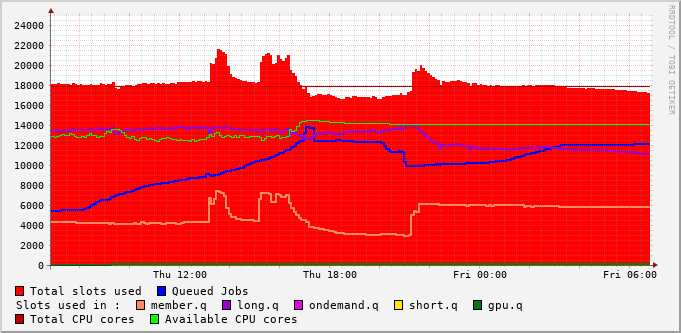 24000
22000
20000
18000
16000
14000
12000
10000
8000
6000
4000
2000
0
Thu 12:00 Thu 18:00 Fri 00:00 Fri 06:00
RRDTOOL / TOBI OETIKER
Total slots used Queued Jobs
Slots used in : member.q long.q ondemand.q short.q gpu.q
Total CPU cores Available CPU cores